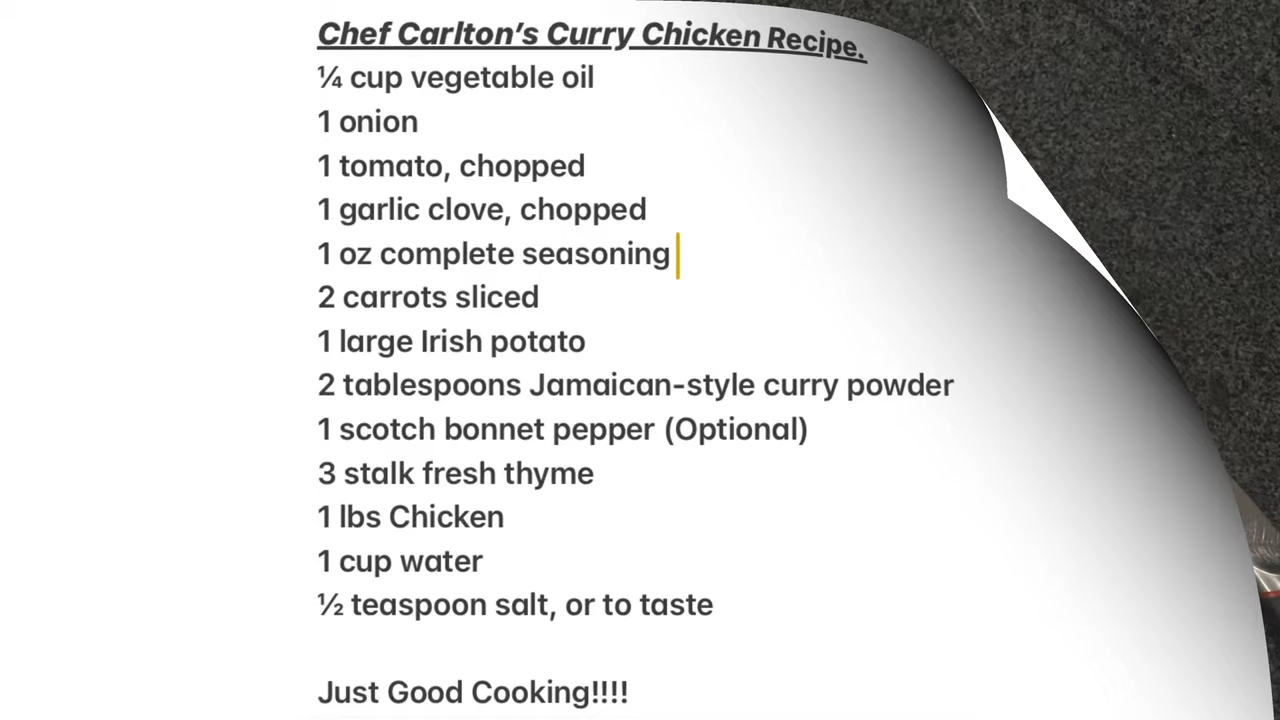 Chef Carlton's Curry Chicken Recipe.
¼ cup vegetable oil
1 onion
1 tomato, chopped
1 garlic clove, chopped
1 oz complete seasoning
2 carrots sliced
1 large Irish potato
2 tablespoons Jamaican-style curry powder
1 scotch bonnet pepper (Optional)
3 stalk fresh thyme
1 lbs Chicken
1 cup water
½ teaspoon salt, or to taste
Just Good Cooking!!!!